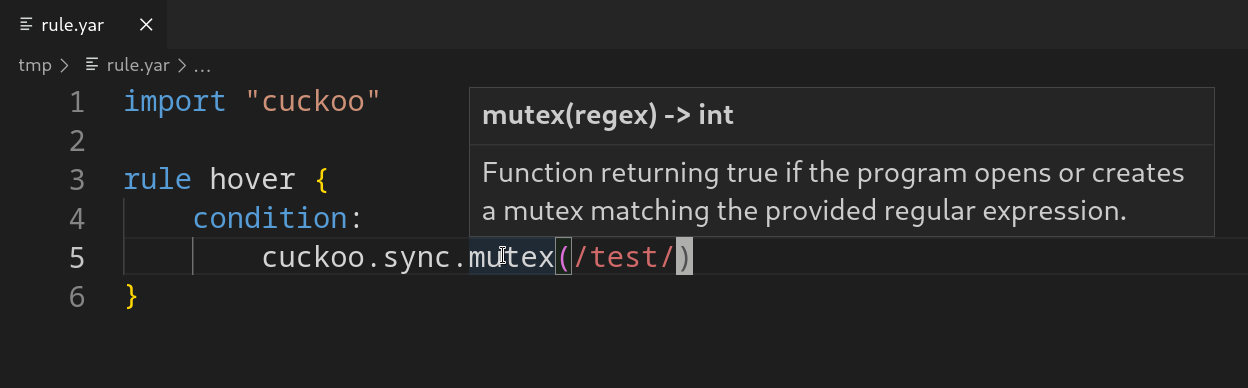 rule.yar
tmp > rule.yar > ...
1 import "cuckoo"
mutex(regex) -> int
2
3 rule hover {
Function returning true if the program opens or creates
a mutex matching the provided regular expression.
4 condition:
5 cuckoo.sync.mutex(/test/)
6 }